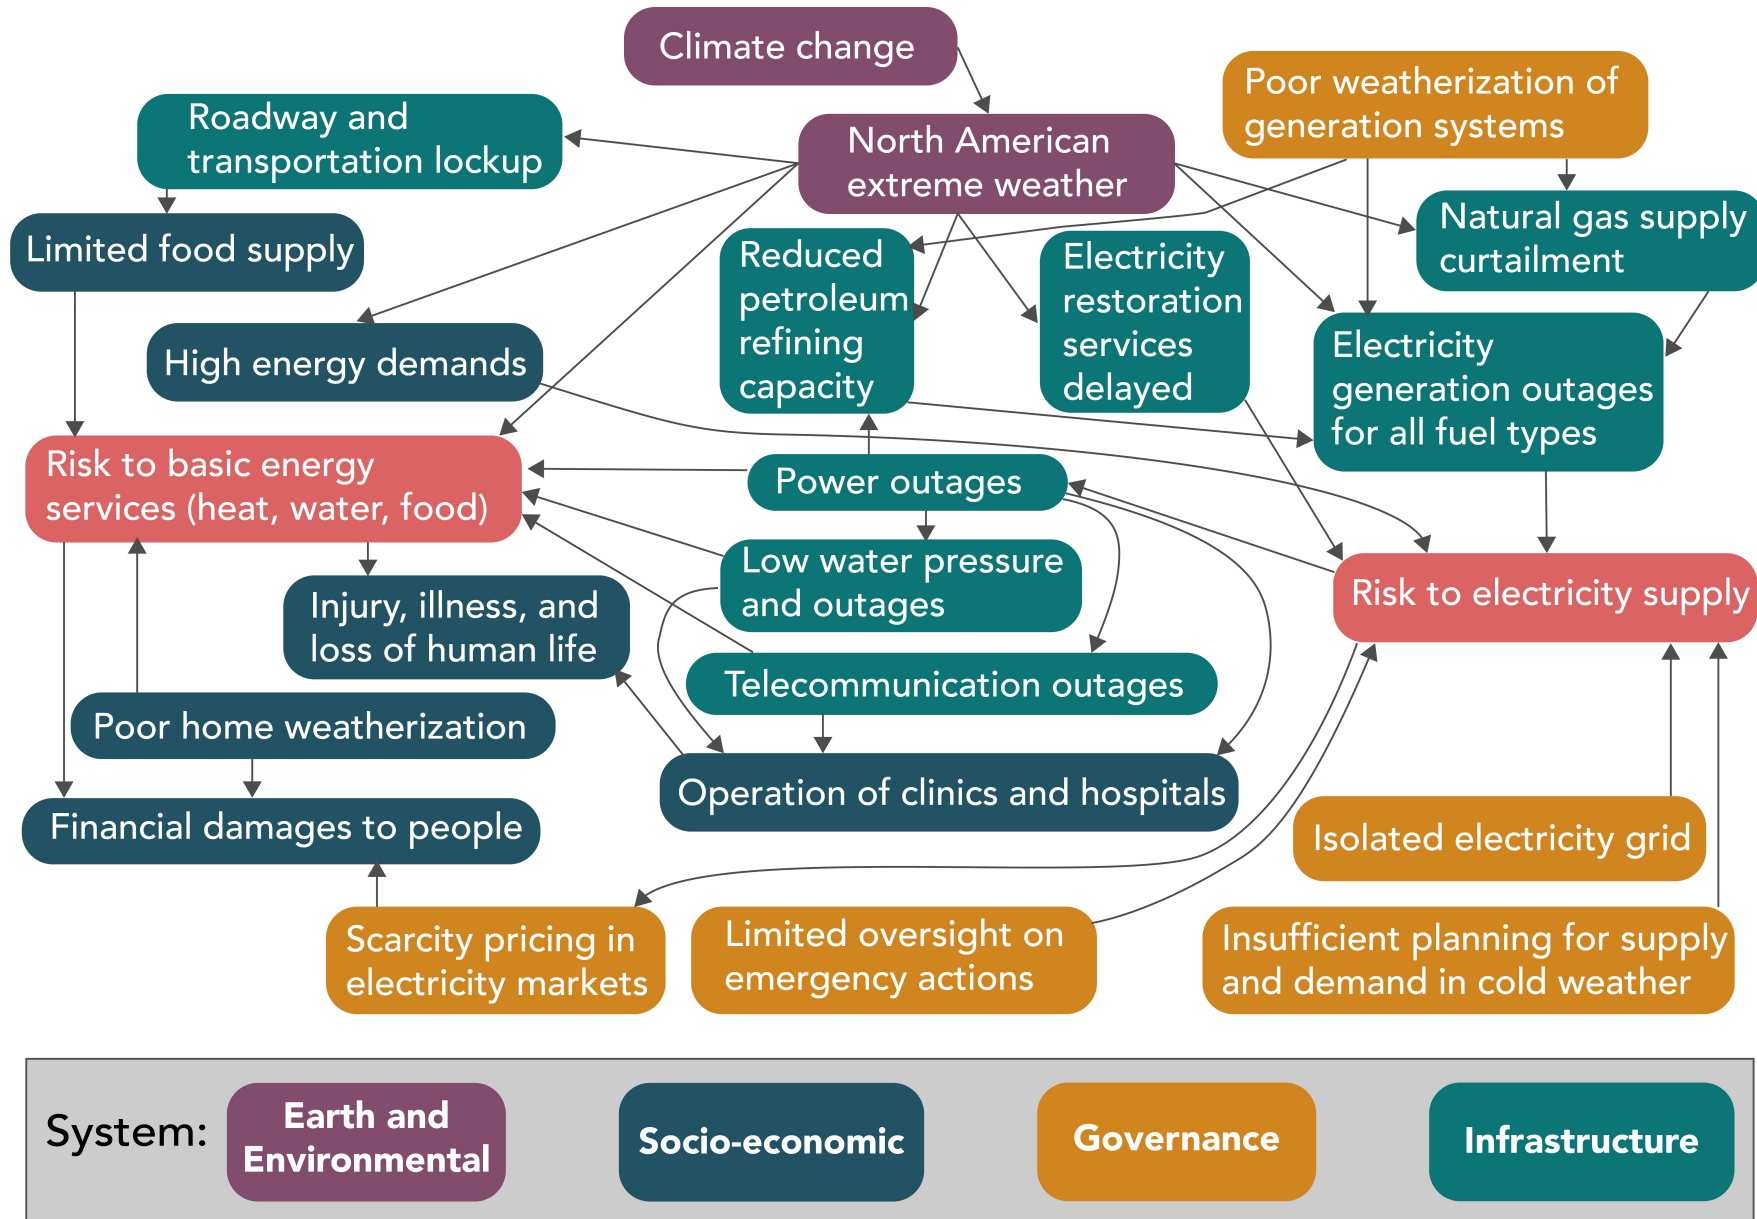 Climate change
Poor weatherization of
generation systems
Roadway and
transportation lockup
North American
extreme weather
Natural gas supply
curtailment
Limited food supply
Reduced
petroleum
refining
capacity
Electricity
restoration
services
delayed
High energy demands
Electricity
generation outages
for all fuel types
Risk to basic energy
services (heat, water, food)
Power outages
Low water pressure
and outages
Risk to electricity supply
Injury, illness, and
loss of human life
Telecommunication outages
Poor home weatherization
Operation of clinics and hospitals
Financial damages to people
Isolated electricity grid
Scarcity pricing in
electricity markets
Limited oversight on
emergency actions
Insufficient planning for supply
and demand in cold weather
System:
Earth and
Environmental
Socio-economic
Governance
Infrastructure